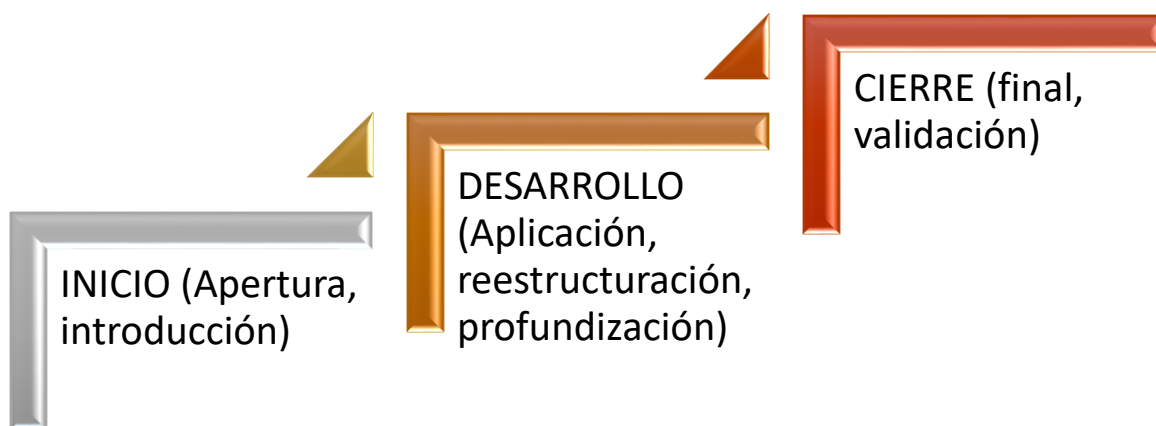 INICIO (Apertura,
introducción)
DESARROLLO
(Aplicación,
reestructuración,
profundización)
CIERRE (final,
validación)